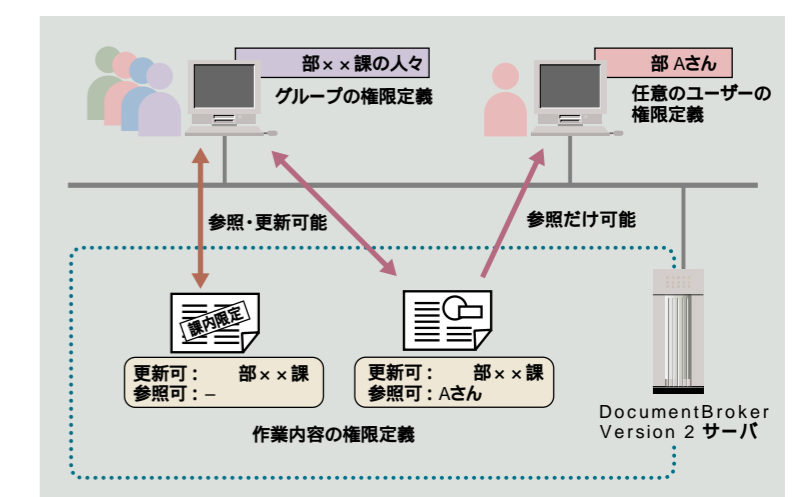 部××課の人々
部 Aさん
グループの権限定義
任意のユーザーの
権限定義
参照・更新可能
参照だけ可能
課内限定
更新可: 部××課
参照可:–
更新可: 部××課
参照可:Aさん
作業内容の権限定義
DocumentBroker
Version 2 サーバ